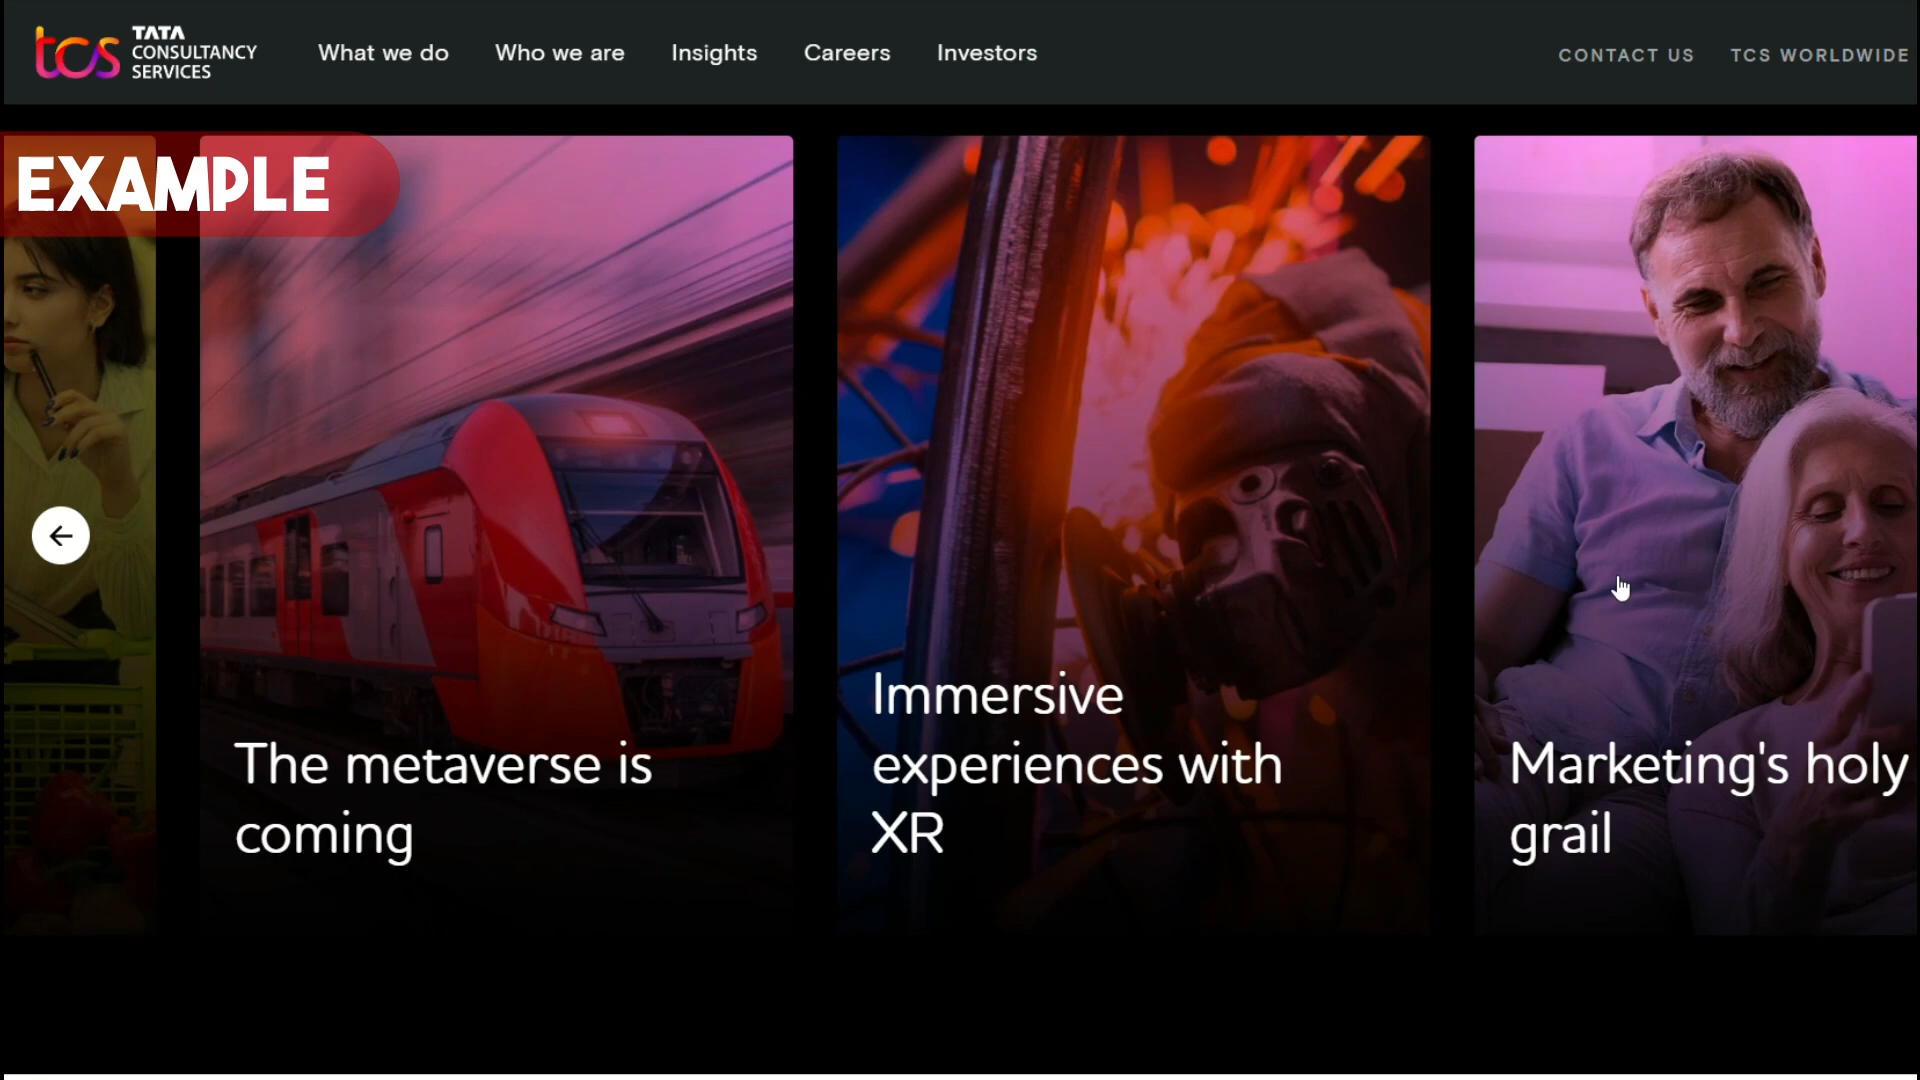 tcs TATA
CONSULTANCY
SERVICES
What we do
Who we are
Insights
Careers
Investors
CONTACT US
TCS WORLDWIDE
EXAMPLE
The metaverse is
coming
Immersive
experiences with
XR
Marketing's holy
grail